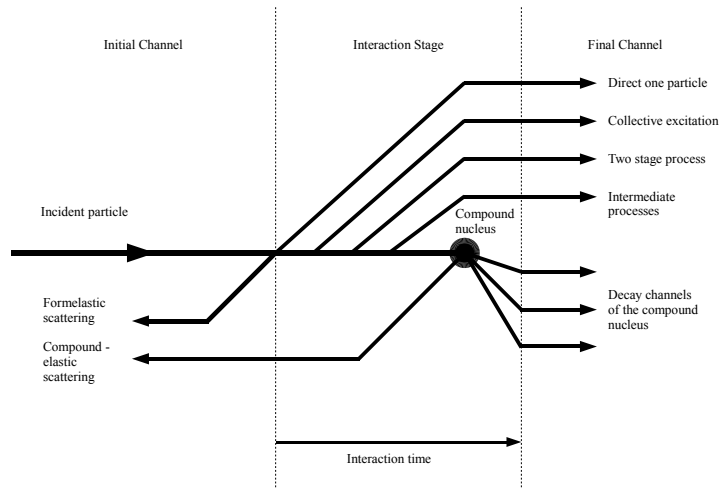 Initial Channel
Interaction Stage
Final Channel
Direct one particle
Collective excitation
Two stage process
Intermediate
processes
Incident particle
Compound
nucleus
Formelastic
scattering
Compound -
elastic
scattering
Decay channels
of the compound
nucleus
Interaction time